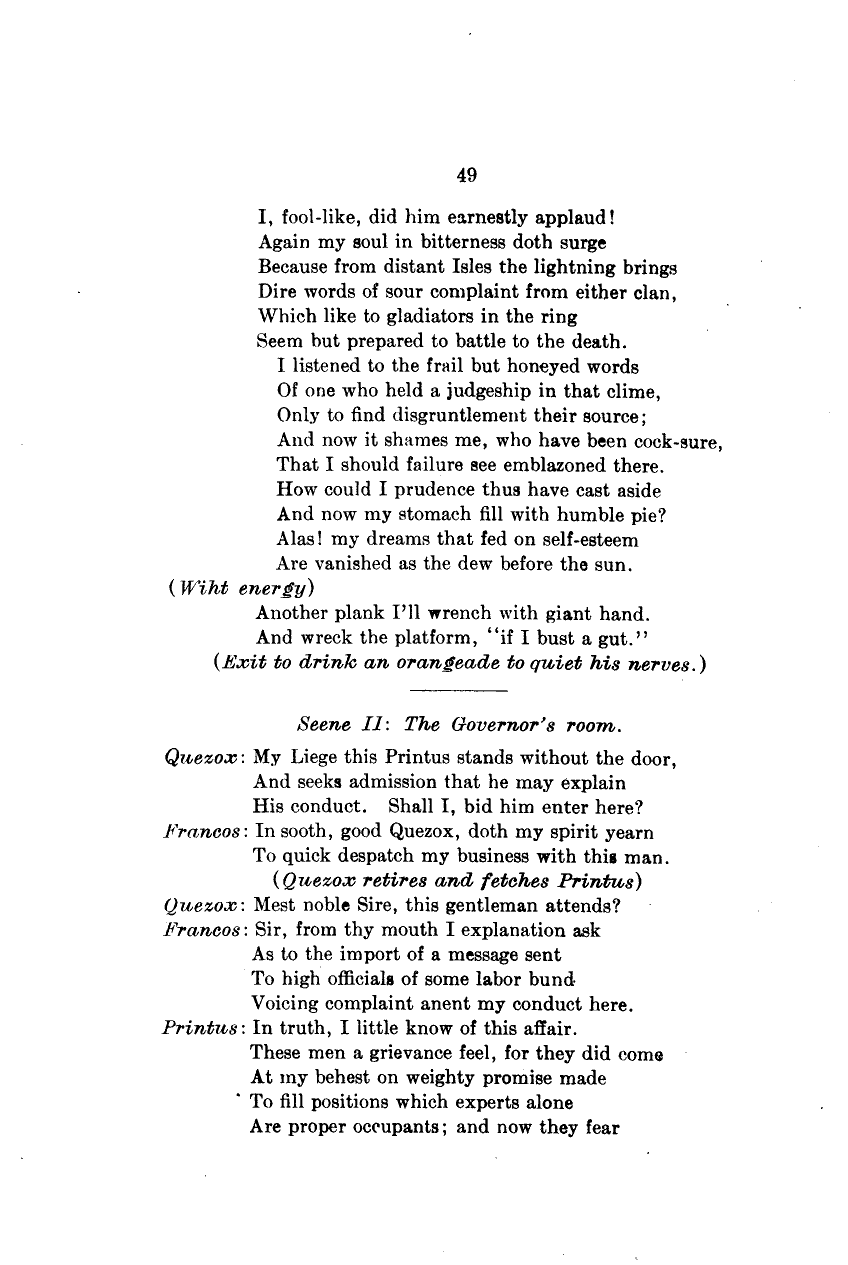 49
I, fool-like, did him earnestly applaud!
Again my soul in bitterness doth surge
Because from distant Isles the lightning brings
Dire words of sour complaint from either clan,
Which like to gladiators in the ring
Seem but prepared to battle to the death.
I listened to the frail but honeyed words
Of one who held a judgeship in that clime,
Only to find disgruntlement their source;
And now it shames me, who have been cock-sure,
That I should failure see emblazoned there.
How could I prudence thus have cast aside
And now my stomach fill with humble pie?
Alas! my dreams that fed on self-esteem
Are vanished as the dew before the sun.
(Wiht energy)
Another plank I'll wrench with giant hand.
And wreck the platform, "if I bust a gut."
(Exit to drink an orangeade to quiet his nerves.)
Seene II: The Governor's room.
Quezox: My Liege this Printus stands without the door,
And seeks admission that he may explain
His conduct. Shall I, bid him enter here?
Francos: In sooth, good Quezox, doth my spirit yearn
To quick despatch my business with this man.
(Quezox retires and fetches Printus)
Quezox: Mest noble Sire, this gentleman attends?
Francos: Sir, from thy mouth I explanation ask
As to the import of a message sent
To high officials of some labor bund
Voicing complaint anent my conduct here.
Printus: In truth, I little know of this affair.
These men a grievance feel, for they did come
At my behest on weighty promise made
To fill positions which experts alone
Are proper occupants; and now they fear